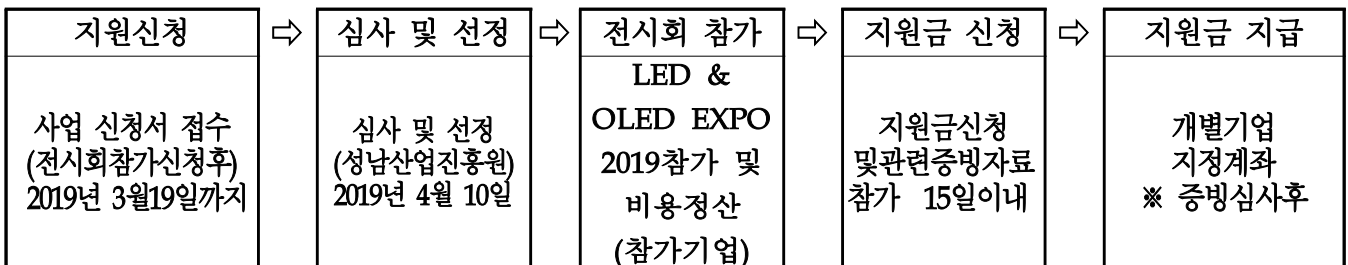 지원신청 ⇨ 심사 및 선정 ⇨ 전시회 참가 ⇨ 지원금 신청 ⇨ 지원금 지급
사업 신청서 접수
(전시회참가신청후)
2019년 3월19일까지
심사 및 선정
(성남산업진흥원)
2019년 4월 10일
LED &
OLED EXPO
2019참가 및
비용정산
(참가기업)
지원금신청
및관련증빙자료
참가 15일이내
개별기업
지정계좌
※ 증빙심사후